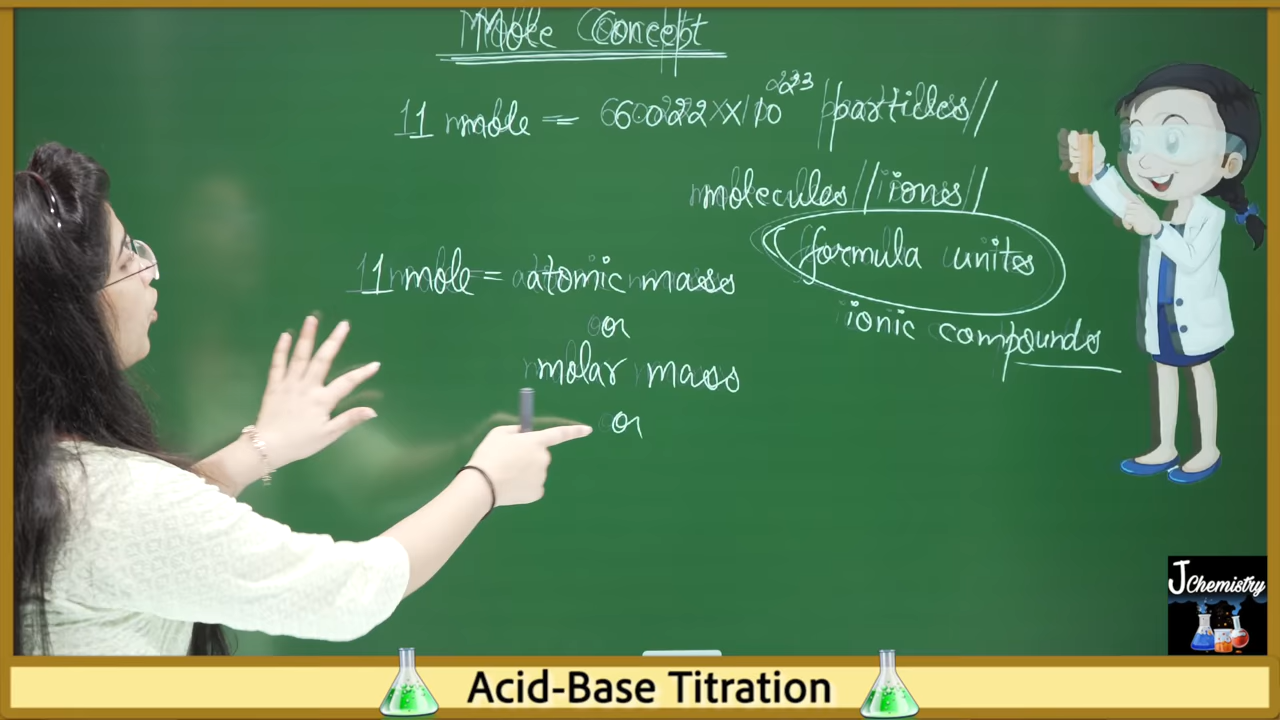 Mole Concept
1 mole = 6.022 x 10^23 particles/
molecules/ions/
formula units
1 mole = atomic mass
ionic compounds
or
molar mass
or
J Chemistry
Acid-Base Titration